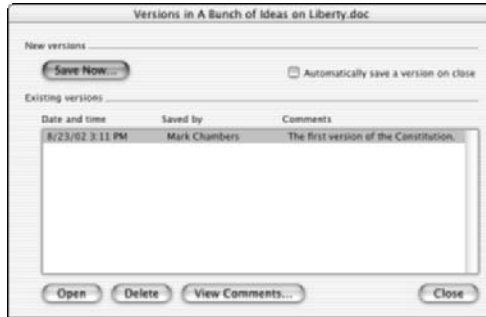 Versions in A Bunch of Ideas on Liberty.doc
New versions
Save Now...
Automatically save a version on close
Existing versions
Date and time Saved by Comments
8/23/02 3:11 PM Mark Chambers The first version of the Constitution.
Open Delete View Comments... Close